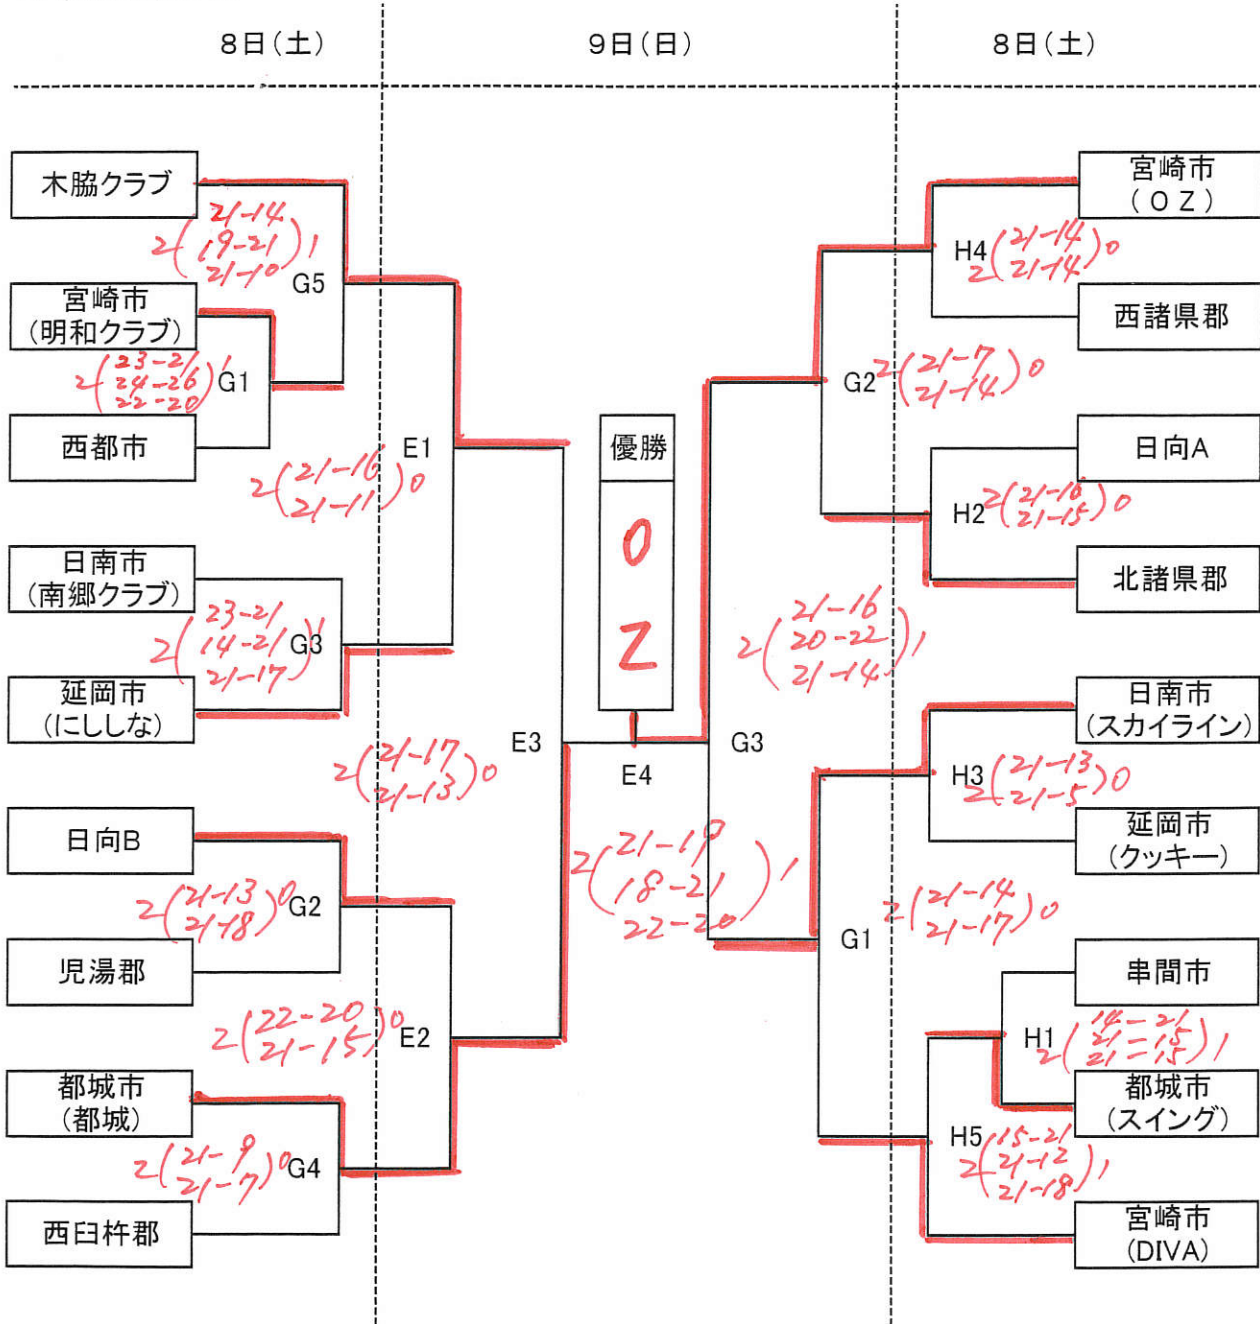 8日(土)
9日(日)
8日(土)
木脇クラブ
21-14
2(19-21)1
21-10
G5
宮崎市
(明和クラブ)
23-21
2(24-26)1
22-20
G1
西都市
2(21-16
21-11)0
E1
日南市
(南郷クラブ)
23-21
2(14-21)1
21-17
G3
延岡市
(にししな)
2(21-17
21-13)0
E3
日向B
2(21-13
21-18)0
G2
児湯郡
2(22-20
21-15)0
E2
都城市
(都城)
2(21-9
21-7)0
G4
西臼杵郡
優勝
O
Z
E4
2(21-19
18-21
22-20)1
宮崎市
(OZ)
H4
2(21-14
21-14)0
西諸県郡
G2
2(21-7
21-14)0
日向A
H2
2(21-16
21-15)0
北諸県郡
21-16
2(20-22)1
21-14
G3
日南市
(スカイライン)
H3
2(21-13
21-5)0
延岡市
(クッキー)
G1
2(21-14
21-17)0
串間市
H1
14-21
2(21-15)1
21-15
都城市
(スイング)
H5
15-21
2(21-12)1
21-18
宮崎市
(DIVA)